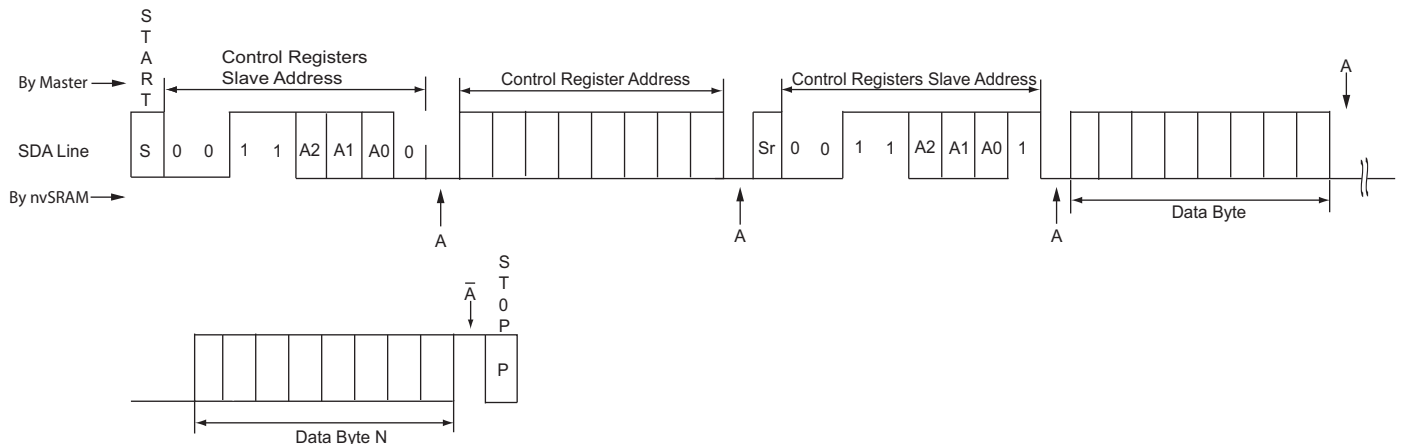 START
Control Registers
Slave Address
By Master
Control Register Address
Control Registers Slave Address
A
SDA Line
S 0 0 1 1 A2 A1 A0 0
Sr 0 0 1 1 A2 A1 A0 1
By nvSRAM
A
A
A
Data Byte
ST0P
A̅
P
Data Byte N